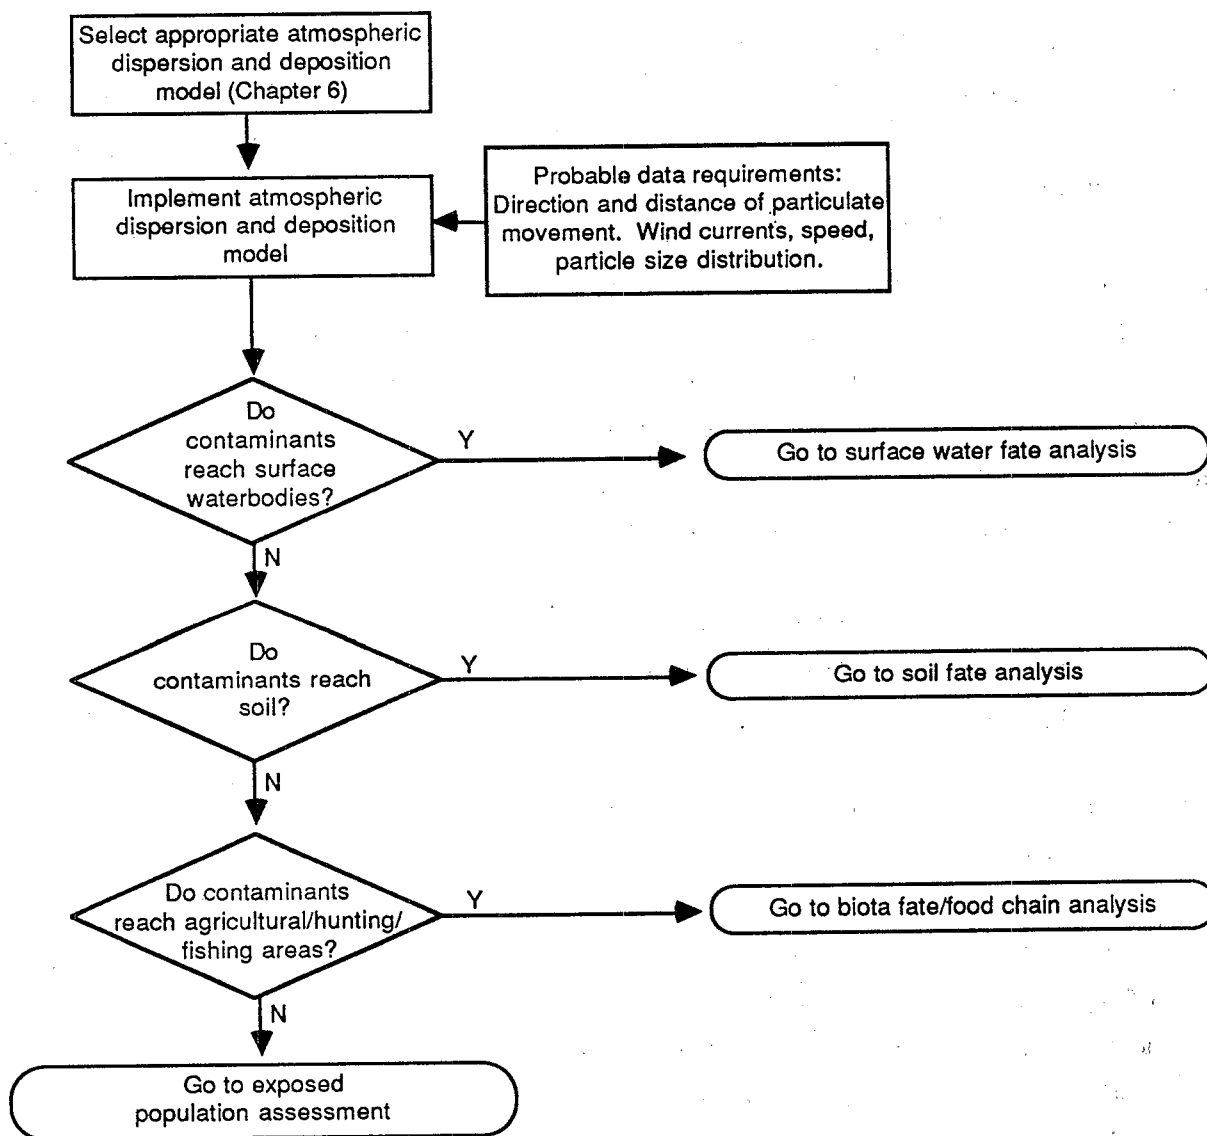 Select appropriate atmospheric
dispersion and deposition
model (Chapter 6)
Implement atmospheric
dispersion and deposition
model
Probable data requirements:
Direction and distance of particulate
movement. Wind currents, speed,
particle size distribution.
Do
contaminants
reach surface
waterbodies?
Y
Go to surface water fate analysis
N
Do
contaminants reach
soil?
Y
Go to soil fate analysis
N
Do contaminants
reach agricultural/hunting/
fishing areas?
Y
Go to biota fate/food chain analysis
N
Go to exposed
population assessment